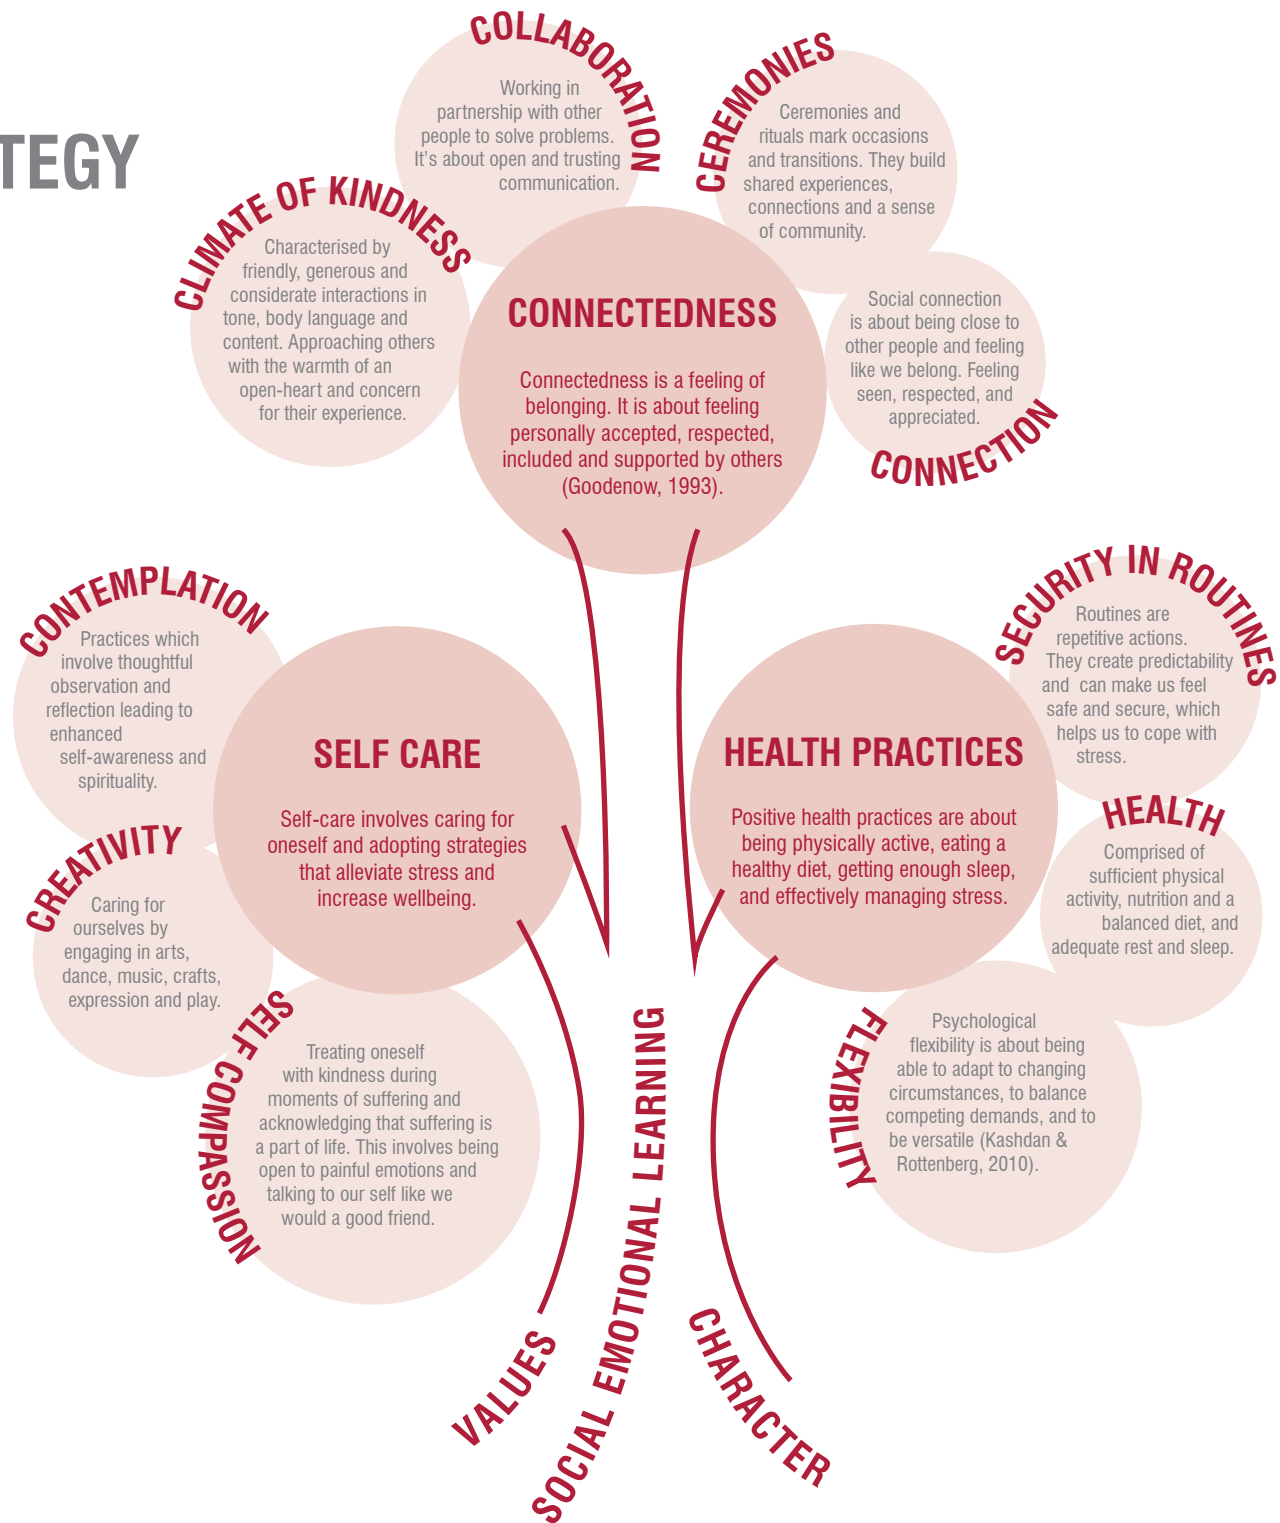 TEGY
COLLABORATION
Working in
partnership with other
people to solve problems.
It's about open and trusting
communication.
CEREMONIES
Ceremonies and
rituals mark occasions
and transitions. They build
shared experiences,
connections and a sense
of community.
CLIMATE OF KINDNESS
Characterised by
friendly, generous and
considerate interactions in
tone, body language and
content. Approaching others
with the warmth of an
open-heart and concern
for their experience.
CONNECTEDNESS
Connectedness is a feeling of
belonging. It is about feeling
personally accepted, respected,
included and supported by others
(Goodenow, 1993).
Social connection
is about being close to
other people and feeling
like we belong. Feeling
seen, respected, and
appreciated.
CONNECTION
CONTEMPLATION
Practices which
involve thoughtful
observation and
reflection leading to
enhanced
self-awareness and
spirituality.
SELF CARE
Self-care involves caring for
oneself and adopting strategies
that alleviate stress and
increase wellbeing.
CREATIVITY
Caring for
ourselves by
engaging in arts,
dance, music, crafts,
expression and play.
SELF COMPASSION
Treating oneself
with kindness during
moments of suffering and
acknowledging that suffering is
a part of life. This involves being
open to painful emotions and
talking to our self like we
would a good friend.
SECURITY IN ROUTINES
Routines are
repetitive actions.
They create predictability
and  can make us feel
safe and secure, which
helps us to cope with
stress.
HEALTH PRACTICES
Positive health practices are about
being physically active, eating a
healthy diet, getting enough sleep,
and effectively managing stress.
HEALTH
Comprised of
sufficient physical
activity, nutrition and a
balanced diet, and
adequate rest and sleep.
FLEXIBILITY
Psychological
flexibility is about being
able to adapt to changing
circumstances, to balance
competing demands, and to
be versatile (Kashdan &
Rottenberg, 2010).
VALUES
SOCIAL EMOTIONAL LEARNING
CHARACTER